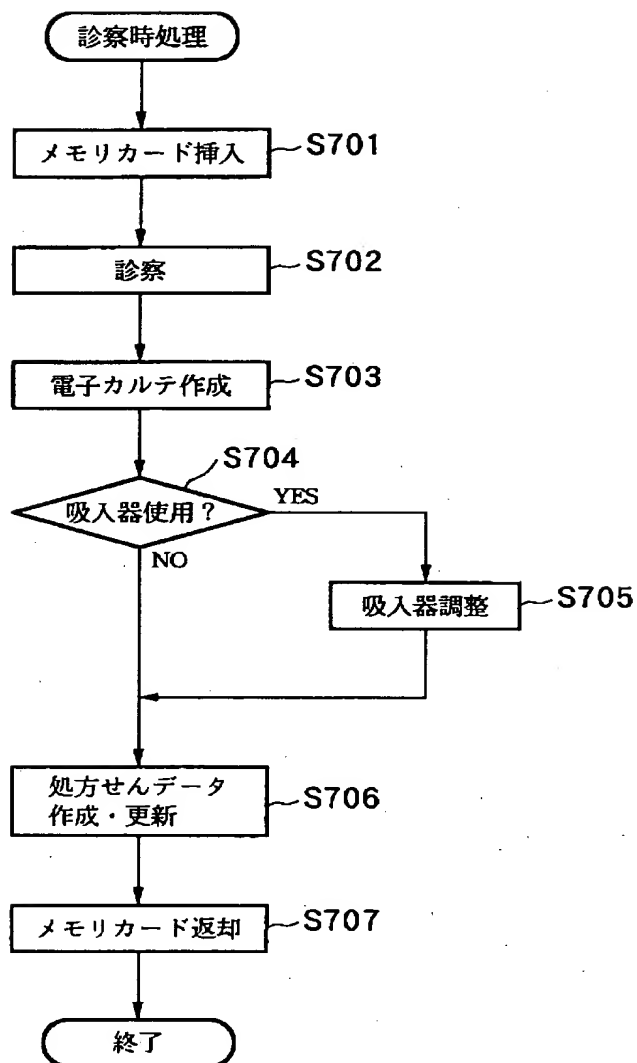 診察時処理
メモリカード挿入
S701
診察
S702
電子カルテ作成
S703
S704
吸入器使用？
YES
NO
吸入器調整
S705
処方せんデータ
作成・更新
S706
メモリカード返却
S707
終了